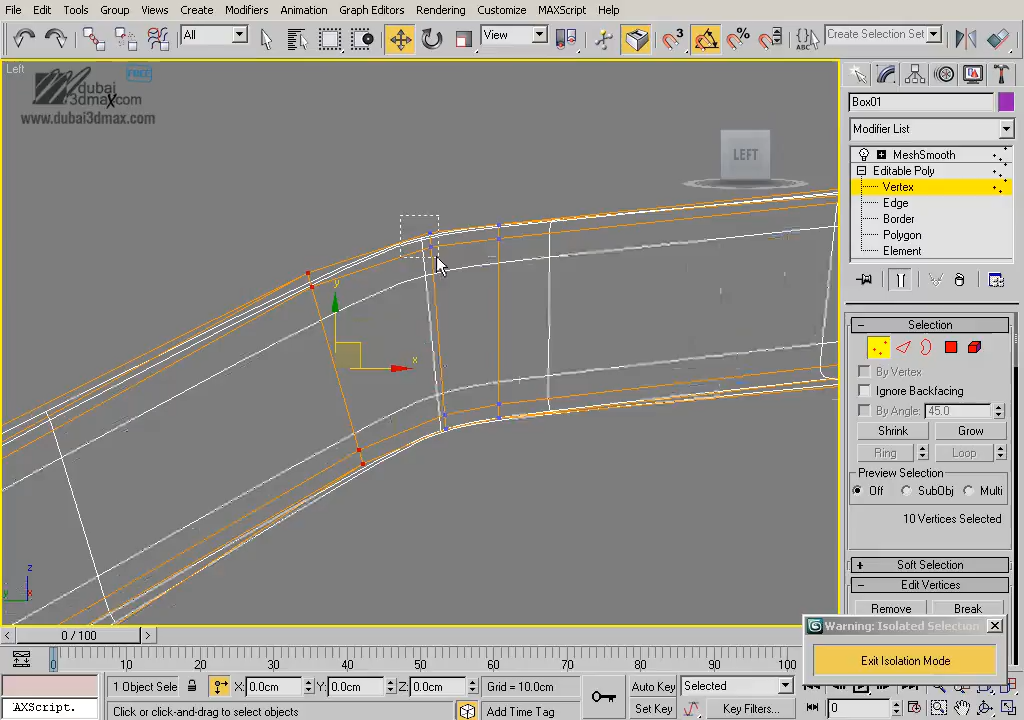 File Edit Tools Group Views Create Modifiers Animation Graph Editors Rendering Customize MAXScript Help
All
View
3
ABC
Create Selection Set
Left
FREE
dubai
3dmax.com
www.dubai3dmax.com
LEFT
Box01
Modifier List
MeshSmooth
Editable Poly
Vertex
Edge
Border
Polygon
Element
Selection
By Vertex
Ignore Backfacing
By Angle: 45.0
Shrink Grow
Ring Loop
Preview Selection
Off SubObj Multi
10 Vertices Selected
Soft Selection
Edit Vertices
Remove Break
y
x
z
y x
Warning: Isolated Selection
Exit Isolation Mode
0 / 100
0 10 20 30 40 50 60 70 80 90 100
1 Object Sele X: 0.0cm Y: 0.0cm Z: 0.0cm Grid = 10.0cm Auto Key Selected
AXScript. Click or click-and-drag to select objects Add Time Tag Set Key Key Filters... 0